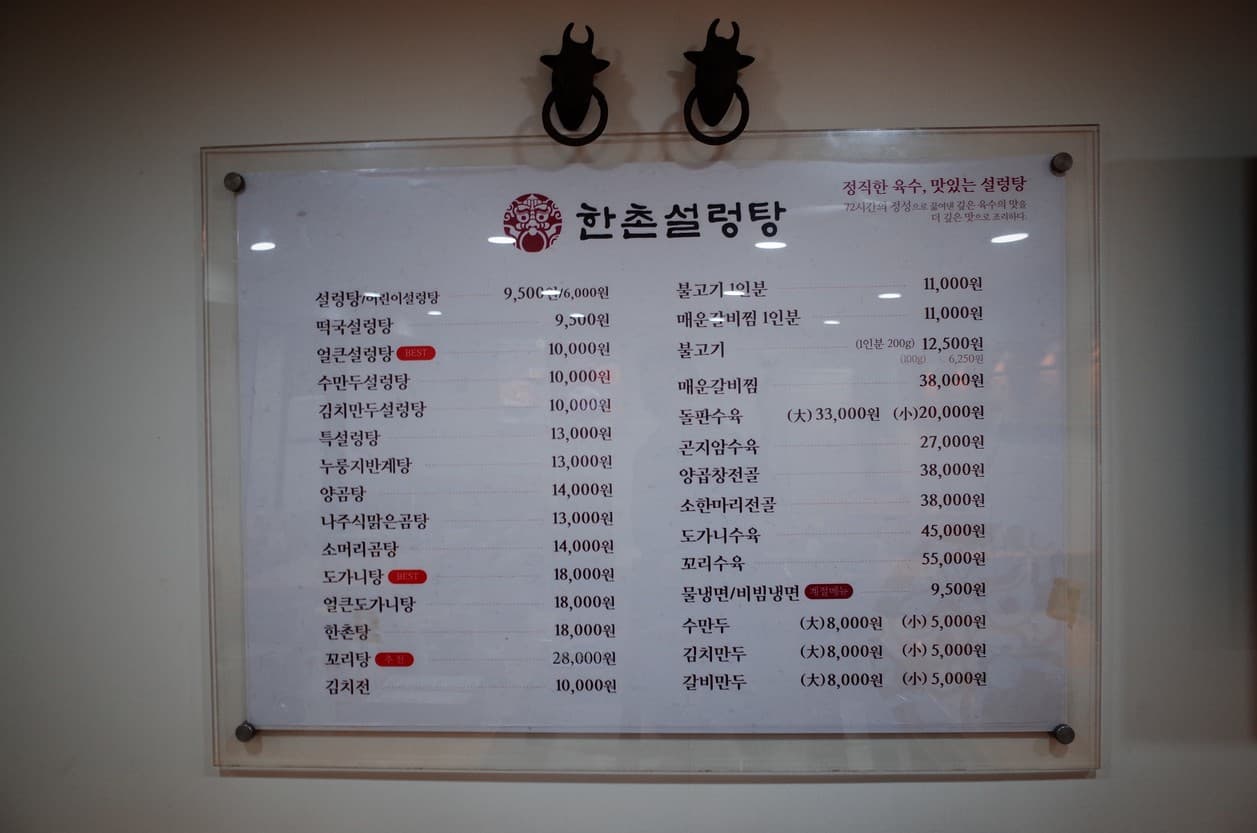 한촌설렁탕
정직한 육수, 맛있는 설렁탕
72시간의 정성으로 끓여낸 깊은 육수의 맛을
더 깊은 맛으로 조리하다.
설렁탕/어린이설렁탕 9,500원/6,000원
떡국설렁탕 9,500원
얼큰설렁탕 BEST 10,000원
수만두설렁탕 10,000원
김치만두설렁탕 10,000원
특설렁탕 13,000원
누룽지반계탕 13,000원
양곰탕 14,000원
나주식맑은곰탕 13,000원
소머리곰탕 14,000원
도가니탕 BEST 18,000원
얼큰도가니탕 18,000원
한촌탕 18,000원
꼬리탕 추천 28,000원
김치전 10,000원
불고기 1인분 11,000원
매운갈비찜 1인분 11,000원
불고기 (1인분 200g) 12,500원
(100g) 6,250원
매운갈비찜 38,000원
돌판수육 (大) 33,000원 (小) 20,000원
곤지암수육 27,000원
양곱창전골 38,000원
소한마리전골 38,000원
도가니수육 45,000원
꼬리수육 55,000원
물냉면/비빔냉면 계절메뉴 9,500원
수만두 (大) 8,000원 (小) 5,000원
김치만두 (大) 8,000원 (小) 5,000원
갈비만두 (大) 8,000원 (小) 5,000원